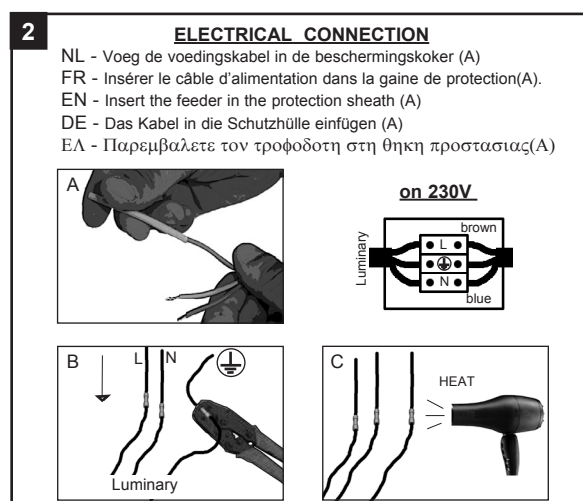 2
ELECTRICAL CONNECTION
NL - Voeg de voedingskabel in de beschermingskoker (A)
FR - Insérer le câble d'alimentation dans la gaine de protection(A).
EN - Insert the feeder in the protection sheath (A)
DE - Das Kabel in die Schutzhülle einfügen (A)
ΕΛ - Παρεμβαλετε τον τροφοδοτη στη θηκη προστασιας(A)
A
on 230V
brown
Luminary
L
N
blue
B
L N
Luminary
C
HEAT